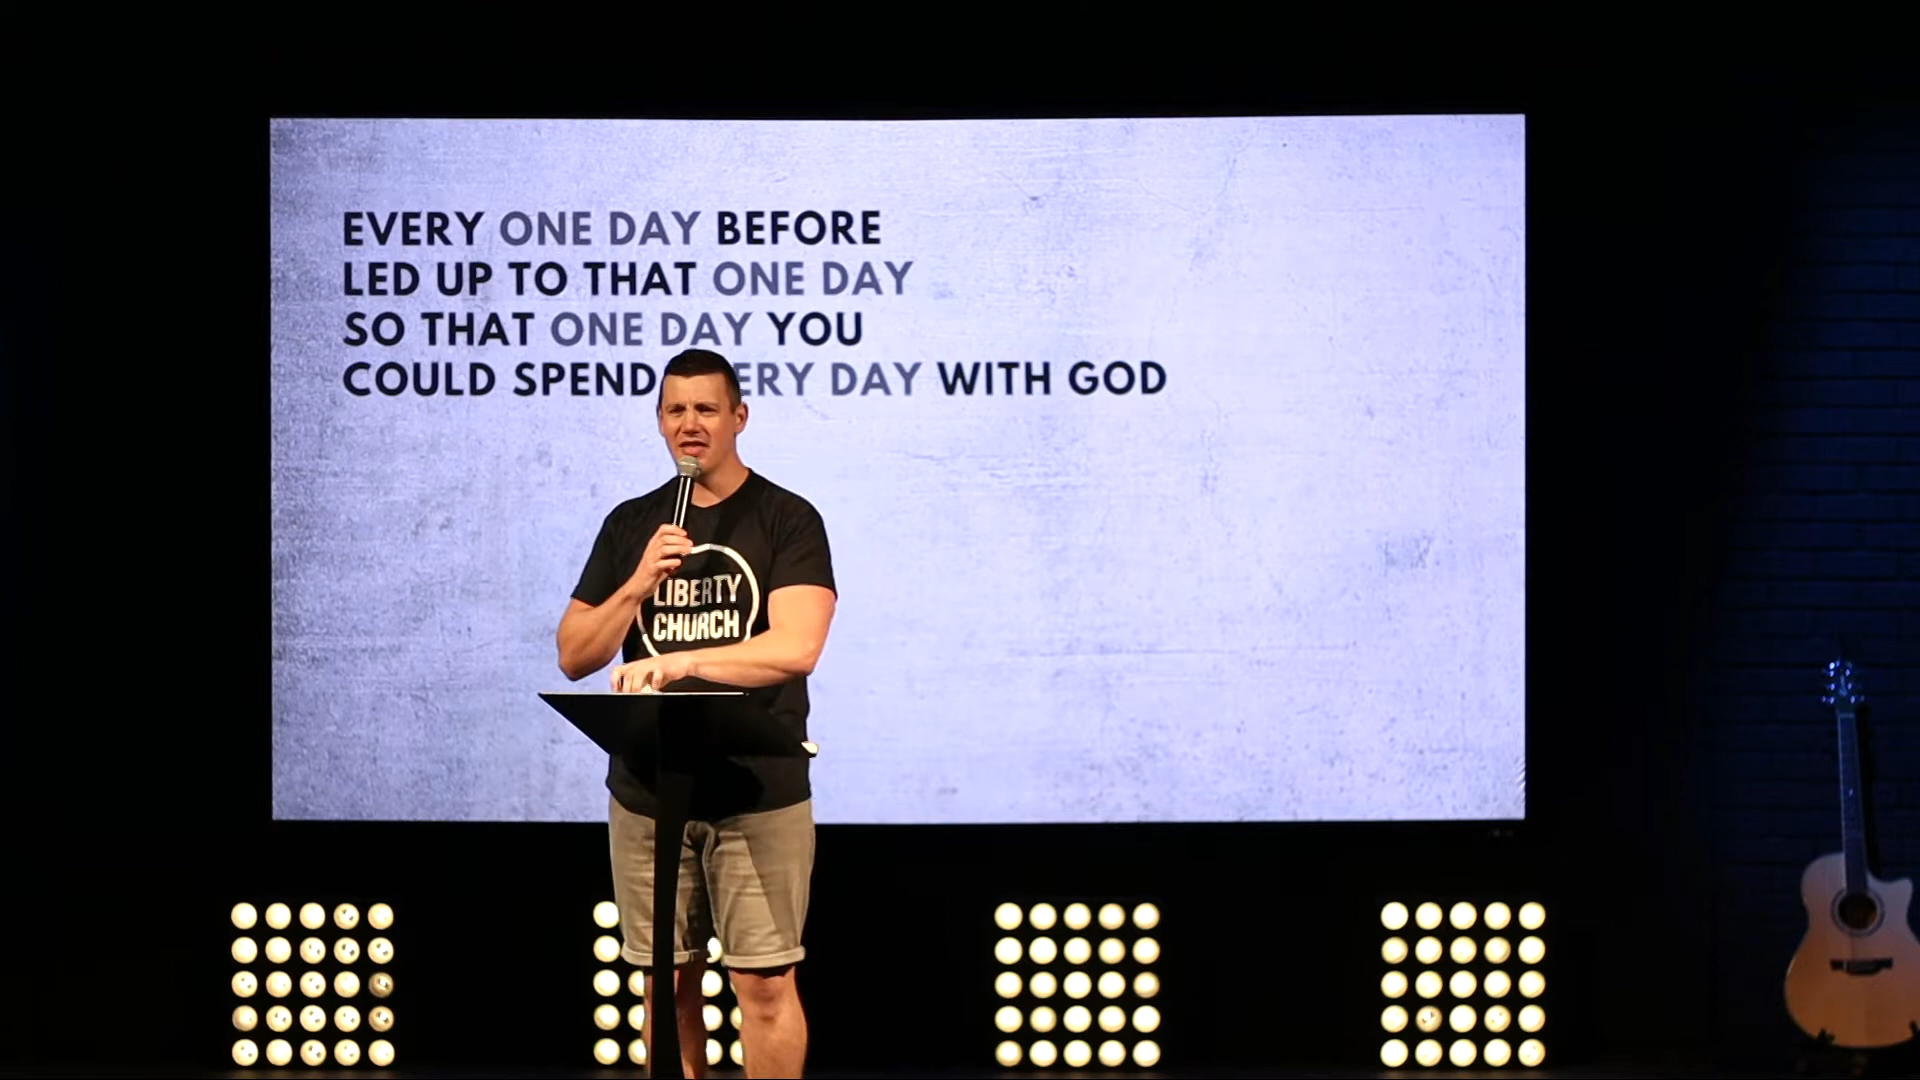 EVERY ONE DAY BEFORE
LED UP TO THAT ONE DAY
SO THAT ONE DAY YOU
COULD SPEND ERY DAY WITH GOD
LIBERTY
CHURCH